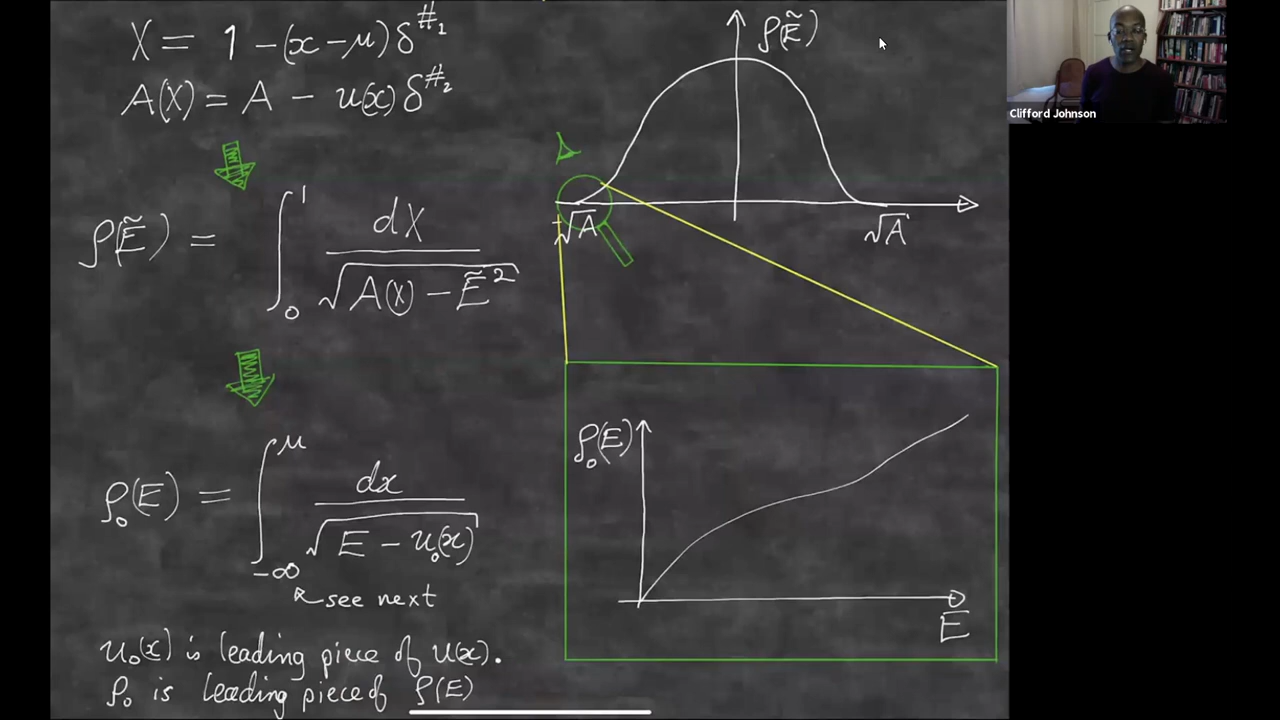 X = 1 - (x - μ) δ^#₁
A(X) = A - u(x) δ^#₂
ρ(Ẽ) = ∫₀¹ dX / √(A(X) - Ẽ²)
ρ₀(E) = ∫_{-∞}^μ dx / √(E - u₀(x))
see next
u₀(x) is leading piece of u(x).
ρ₀ is leading piece of ρ(E)
ρ(Ẽ)
-√A
√A
ρ₀(E)
E
Clifford Johnson